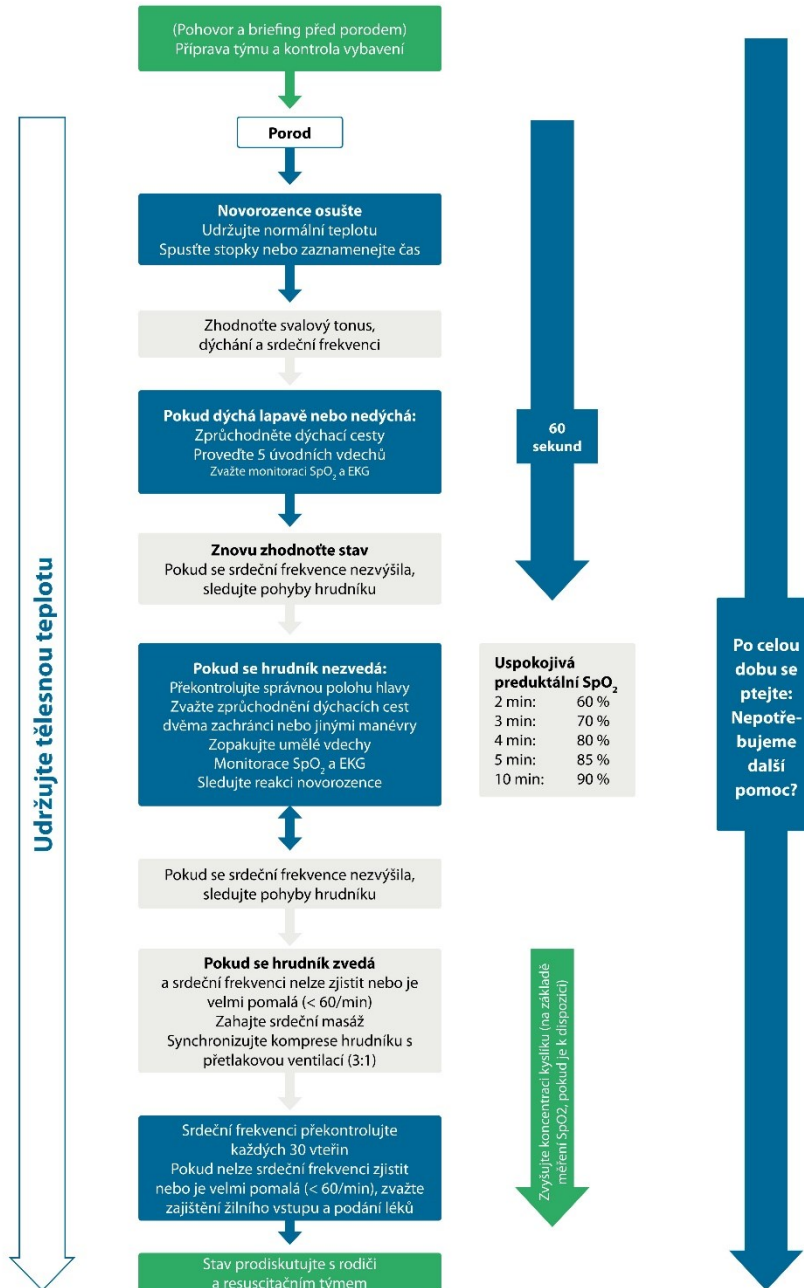 (Pohovor a briefing před porodem)
Příprava týmu a kontrola vybavení
Porod
Novorozence osušte
Udržujte normální teplotu
Spusťte stopky nebo zaznamenejte čas
Zhodnoťte svalový tonus,
dýchání a srdeční frekvenci
Pokud dýchá lapavě nebo nedýchá:
Zprůchodněte dýchací cesty
Proveďte 5 úvodních vdechů
Zvažte monitoraci SpO₂ a EKG
60
sekund
Znovu zhodnoťte stav
Pokud se srdeční frekvence nezvýšila,
sledujte pohyby hrudníku
Pokud se hrudník nezvedá:
Překontrolujte správnou polohu hlavy
Zvažte zprůchodnění dýchacích cest
dvěma zachránci nebo jinými manévry
Zopakujte umělé vdechy
Monitorace SpO₂ a EKG
Sledujte reakci novorozence
Uspokojivá
preduktální SpO₂
2 min: 60 %
3 min: 70 %
4 min: 80 %
5 min: 85 %
10 min: 90 %
Po celou
dobu se
ptejte:
Nepotře-
bujeme
další
pomoc?
Udržujte tělesnou teplotu
Pokud se srdeční frekvence nezvýšila,
sledujte pohyby hrudníku
Pokud se hrudník zvedá
a srdeční frekvenci nelze zjistit nebo je
velmi pomalá (< 60/min)
Zahajte srdeční masáž
Synchronizujte komprese hrudníku s
přetlakovou ventilací (3:1)
Zvyšujte koncentraci kyslíku (na základě
měření SpO2, pokud je k dispozici)
Srdeční frekvenci překontrolujte
každých 30 vteřin
Pokud nelze srdeční frekvenci zjistit
nebo je velmi pomalá (< 60/min), zvažte
zajištění žilního vstupu a podání léků
Stav prodiskutujte s rodiči
a resuscitačním týmem